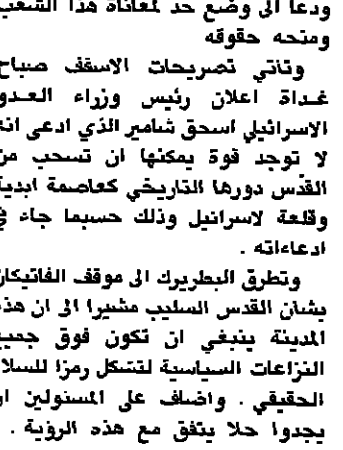 ودعا الى وضع حد لمعاناة هذا الشعب
ومنحه حقوقه
وتاتي تصريحات الاسقف صباح
غداة اعلان رئيس وزراء العدو
الاسرائيلي اسحق شامير الذي ادعى انه
لا توجد قوة يمكنها ان تسحب من
القدس دورها التاريخي كعاصمة ابدية
وقلعة لاسرائيل وذلك حسبما جاء في
ادعاءاته .
وتطرق البطريرك الى موقف الفاتيكان
بشان القدس السليب مشيرا الى ان هذه
المدينة ينبغي ان تكون فوق جميع
النزاعات السياسية لتشكل رمزا للسلا
الحقيقي . واضاف على المسئولين ان
يجدوا حلا يتفق مع هذه الرؤية .